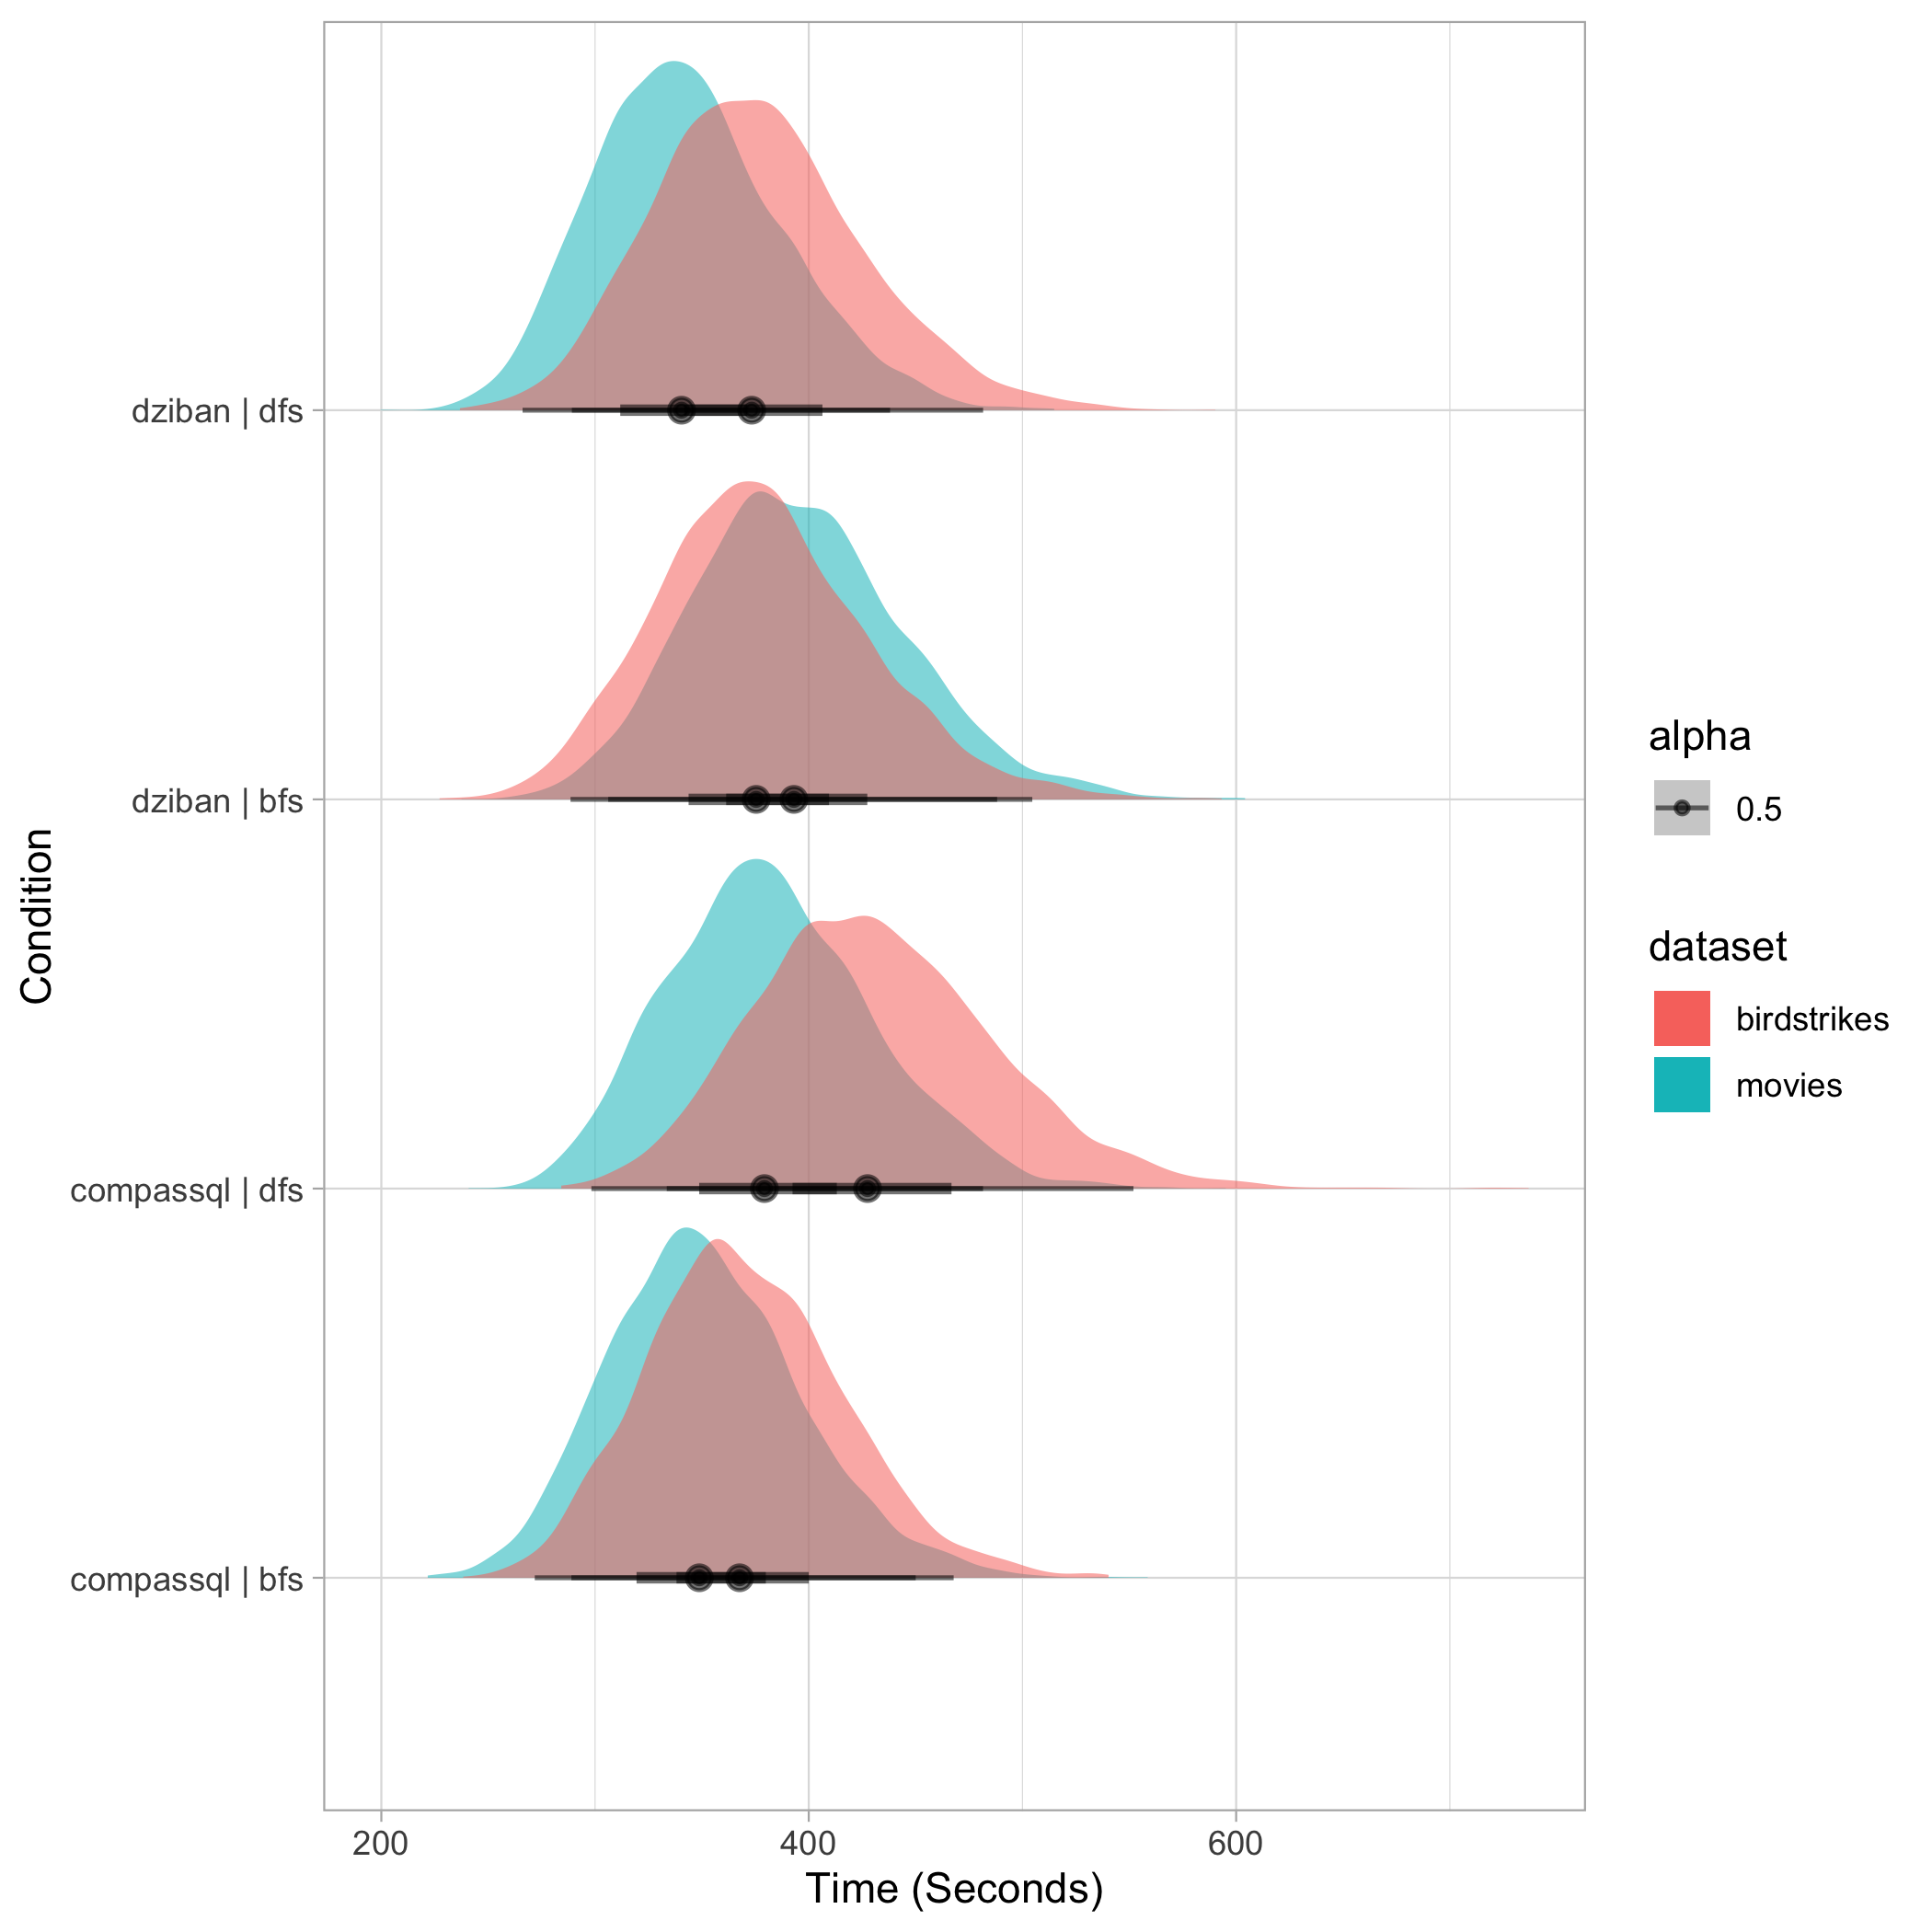 dziban | dfs
dziban | bfs
compassql | dfs
compassql | bfs
Condition
200
400
600
Time (Seconds)
alpha
0.5
dataset
birdstrikes
movies